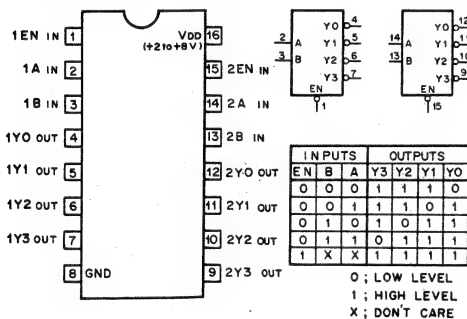 1EN IN 1
1A IN 2
1B IN 3
1Y0 OUT 4
1Y1 OUT 5
1Y2 OUT 6
1Y3 OUT 7
8 GND
VDD 16
(+2 to +8V)
15 2EN IN
14 2A IN
13 2B IN
12 2Y0 OUT
11 2Y1 OUT
10 2Y2 OUT
9 2Y3 OUT
2 A
3 B
Y0 4
Y1 5
Y2 6
Y3 7
EN
1
14 A
13 B
Y0 12
Y1 11
Y2 10
Y3 9
EN
15
INPUTS OUTPUTS
EN B A Y3 Y2 Y1 Y0
0 0 0 1 1 1 0
0 0 1 1 1 0 1
0 1 0 1 0 1 1
0 1 1 0 1 1 1
1 X X 1 1 1 1
0 ; LOW LEVEL
1 ; HIGH LEVEL
X ; DON'T CARE